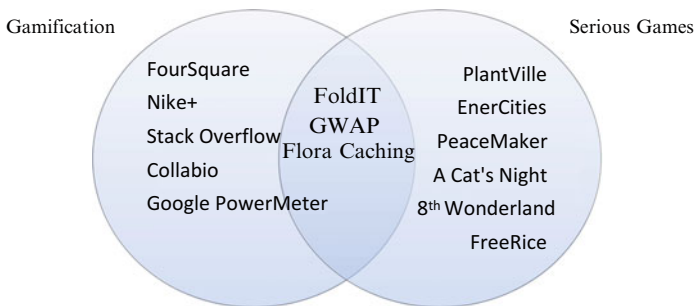 Gamification
Serious Games
FourSquare
Nike+
Stack Overflow
Collabio
Google PowerMeter
FoldIT
GWAP
Flora Caching
PlantVille
EnerCities
PeaceMaker
A Cat's Night
8th Wonderland
FreeRice